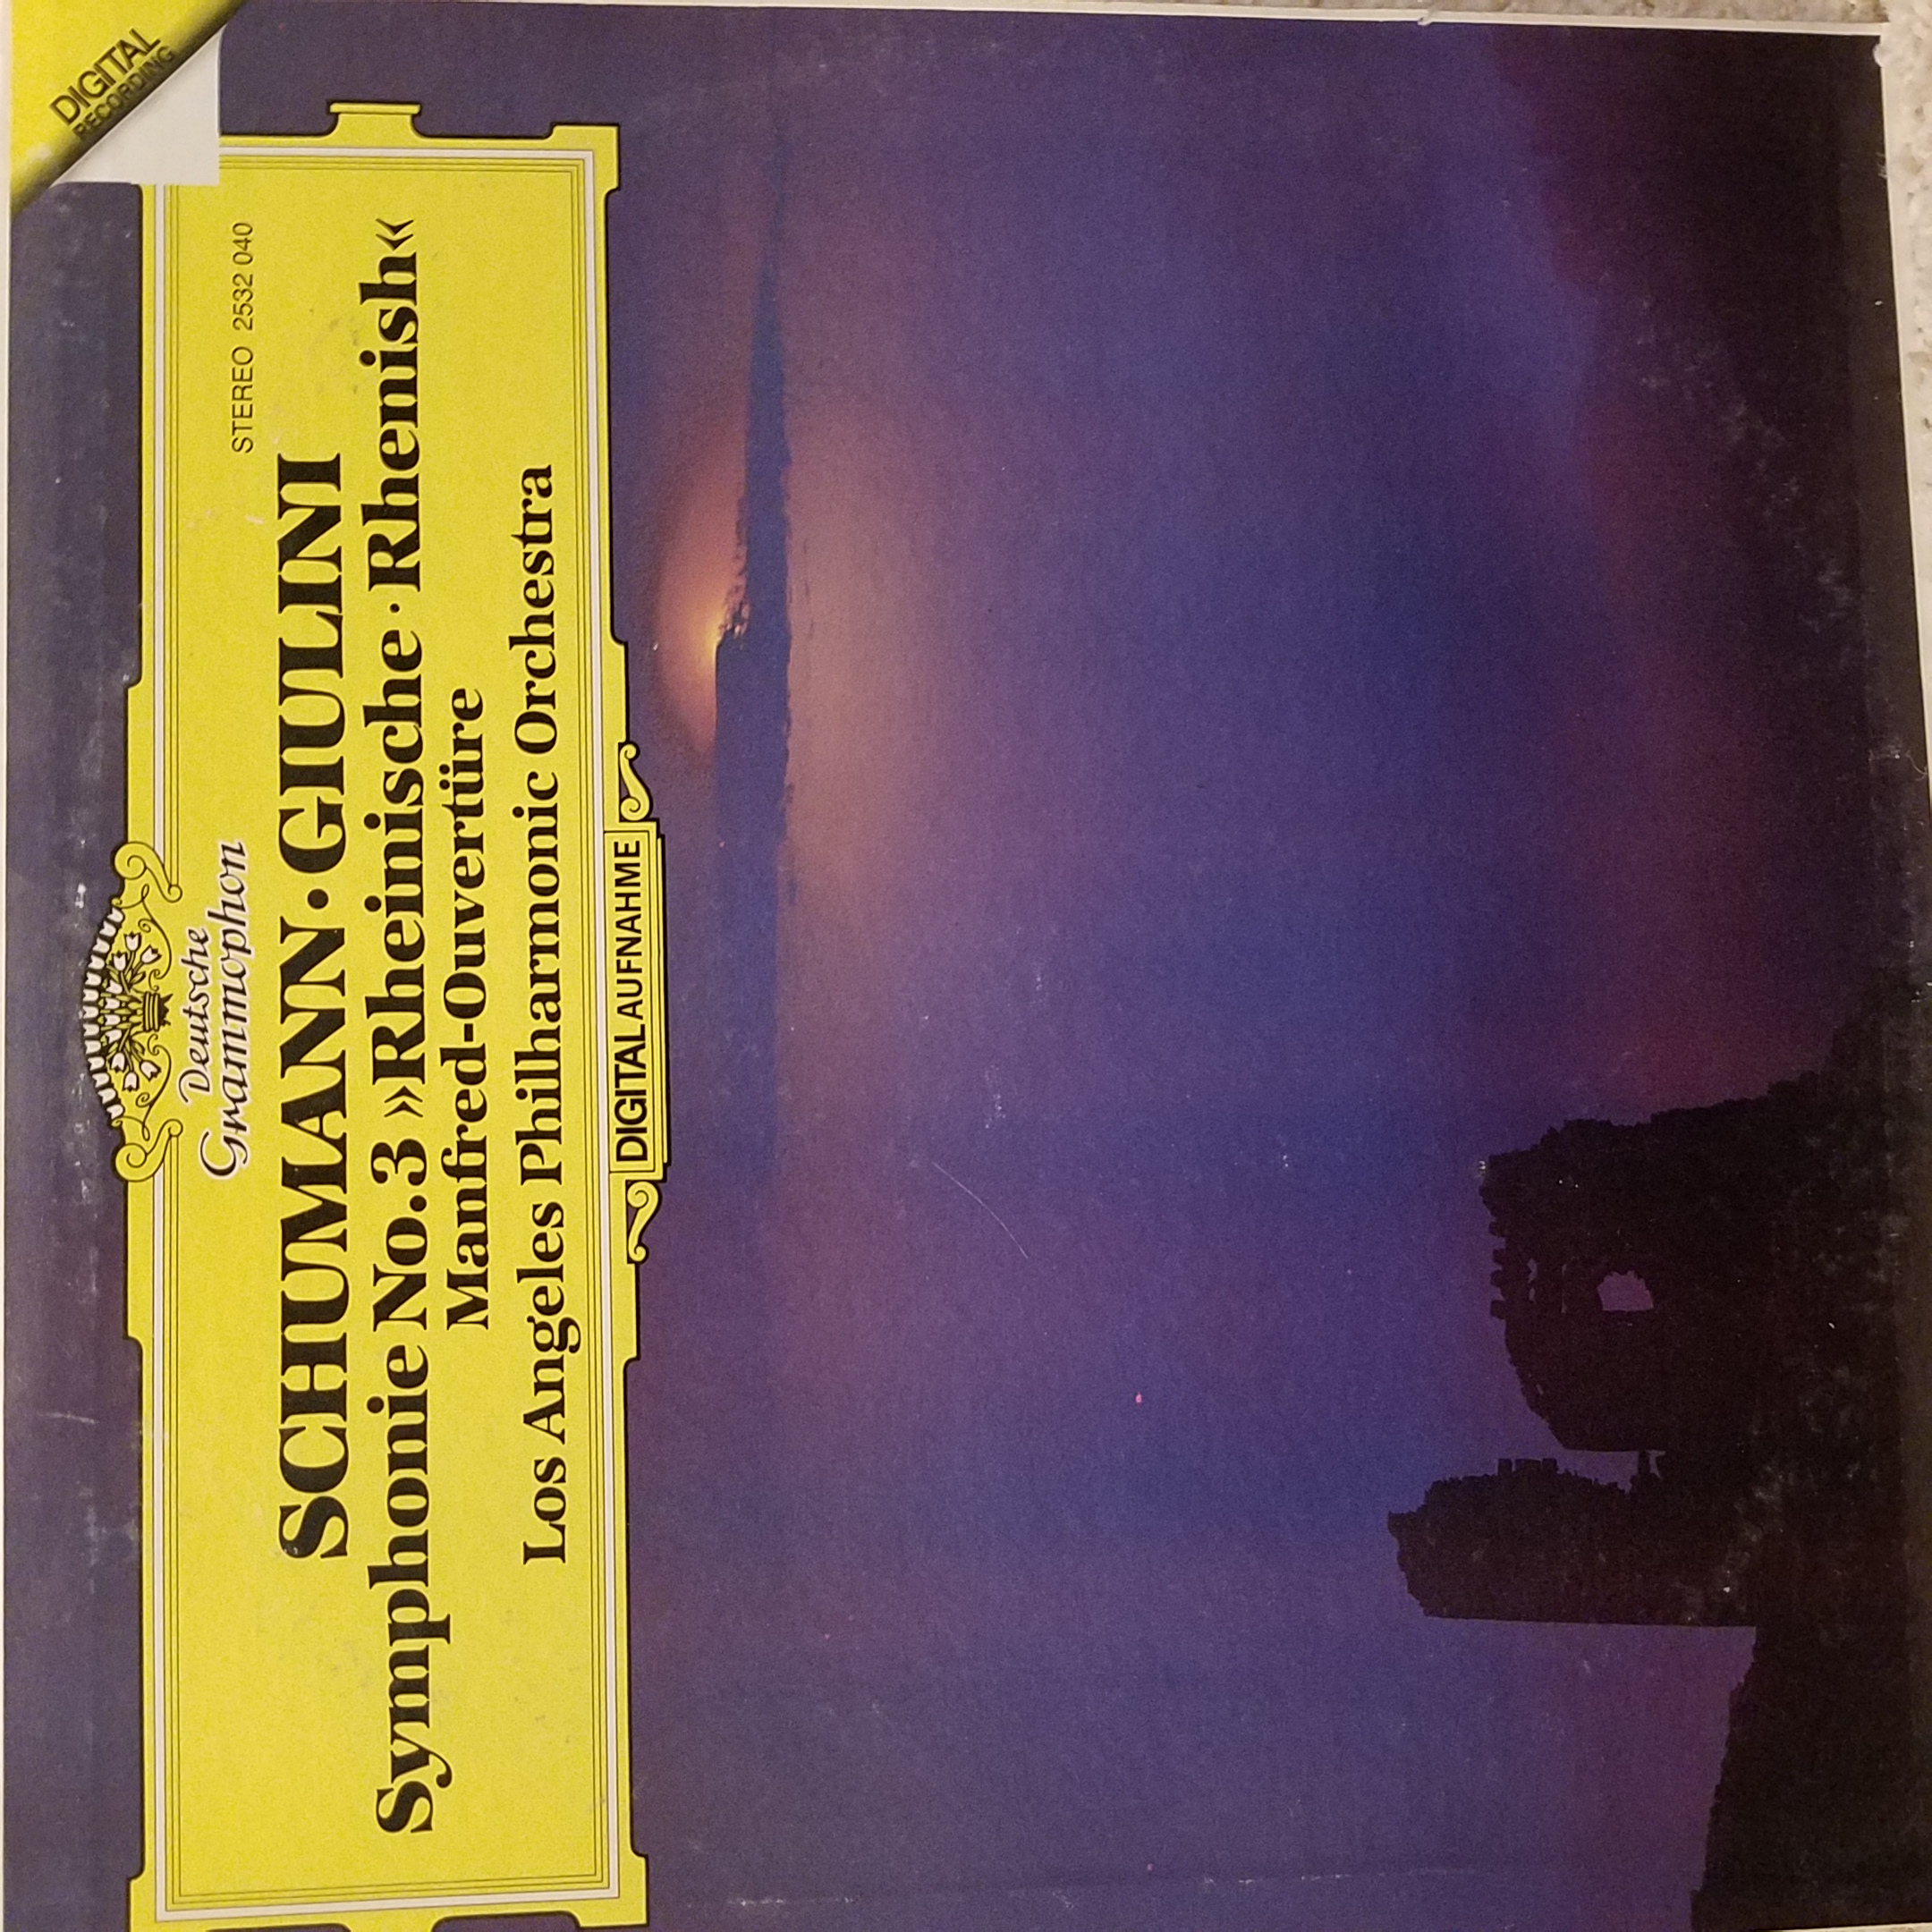 DIGITAL
RECORDING
Deutsche
Grammophon
STEREO 2532 040
SCHUMANN · GIULINI
Symphonie No.3 »Rheinische · Rhenish«
Manfred-Ouvertüre
Los Angeles Philharmonic Orchestra
DIGITAL AUFNAHME